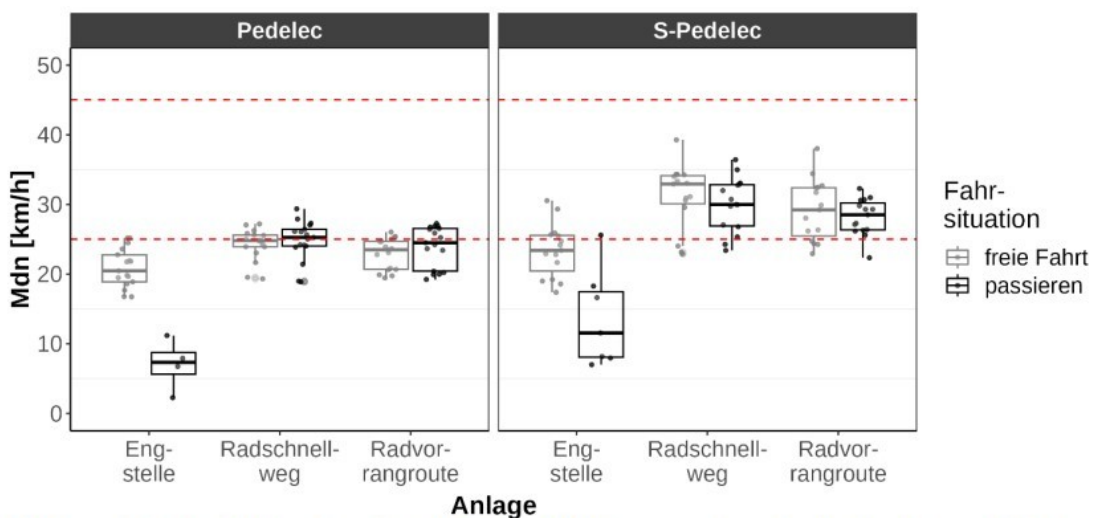 Pedelec
S-Pedelec
Mdn [km/h]
50
40
30
20
10
0
Eng-
stelle
Radschnell-
weg
Radvor-
rangroute
Eng-
stelle
Radschnell-
weg
Radvor-
rangroute
Anlage
Fahr-
situation
freie Fahrt
passieren